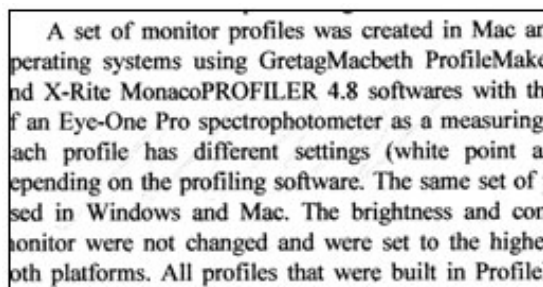 A set of monitor profiles was created in Mac an
perating systems using GretagMacbeth ProfileMake
nd X-Rite MonacoPROFILER 4.8 softwares with th
f an Eye-One Pro spectrophotometer as a measuring
ach profile has different settings (white point a
epending on the profiling software. The same set of
sed in Windows and Mac. The brightness and con
onitor were not changed and were set to the highe
oth platforms. All profiles that were built in Profile